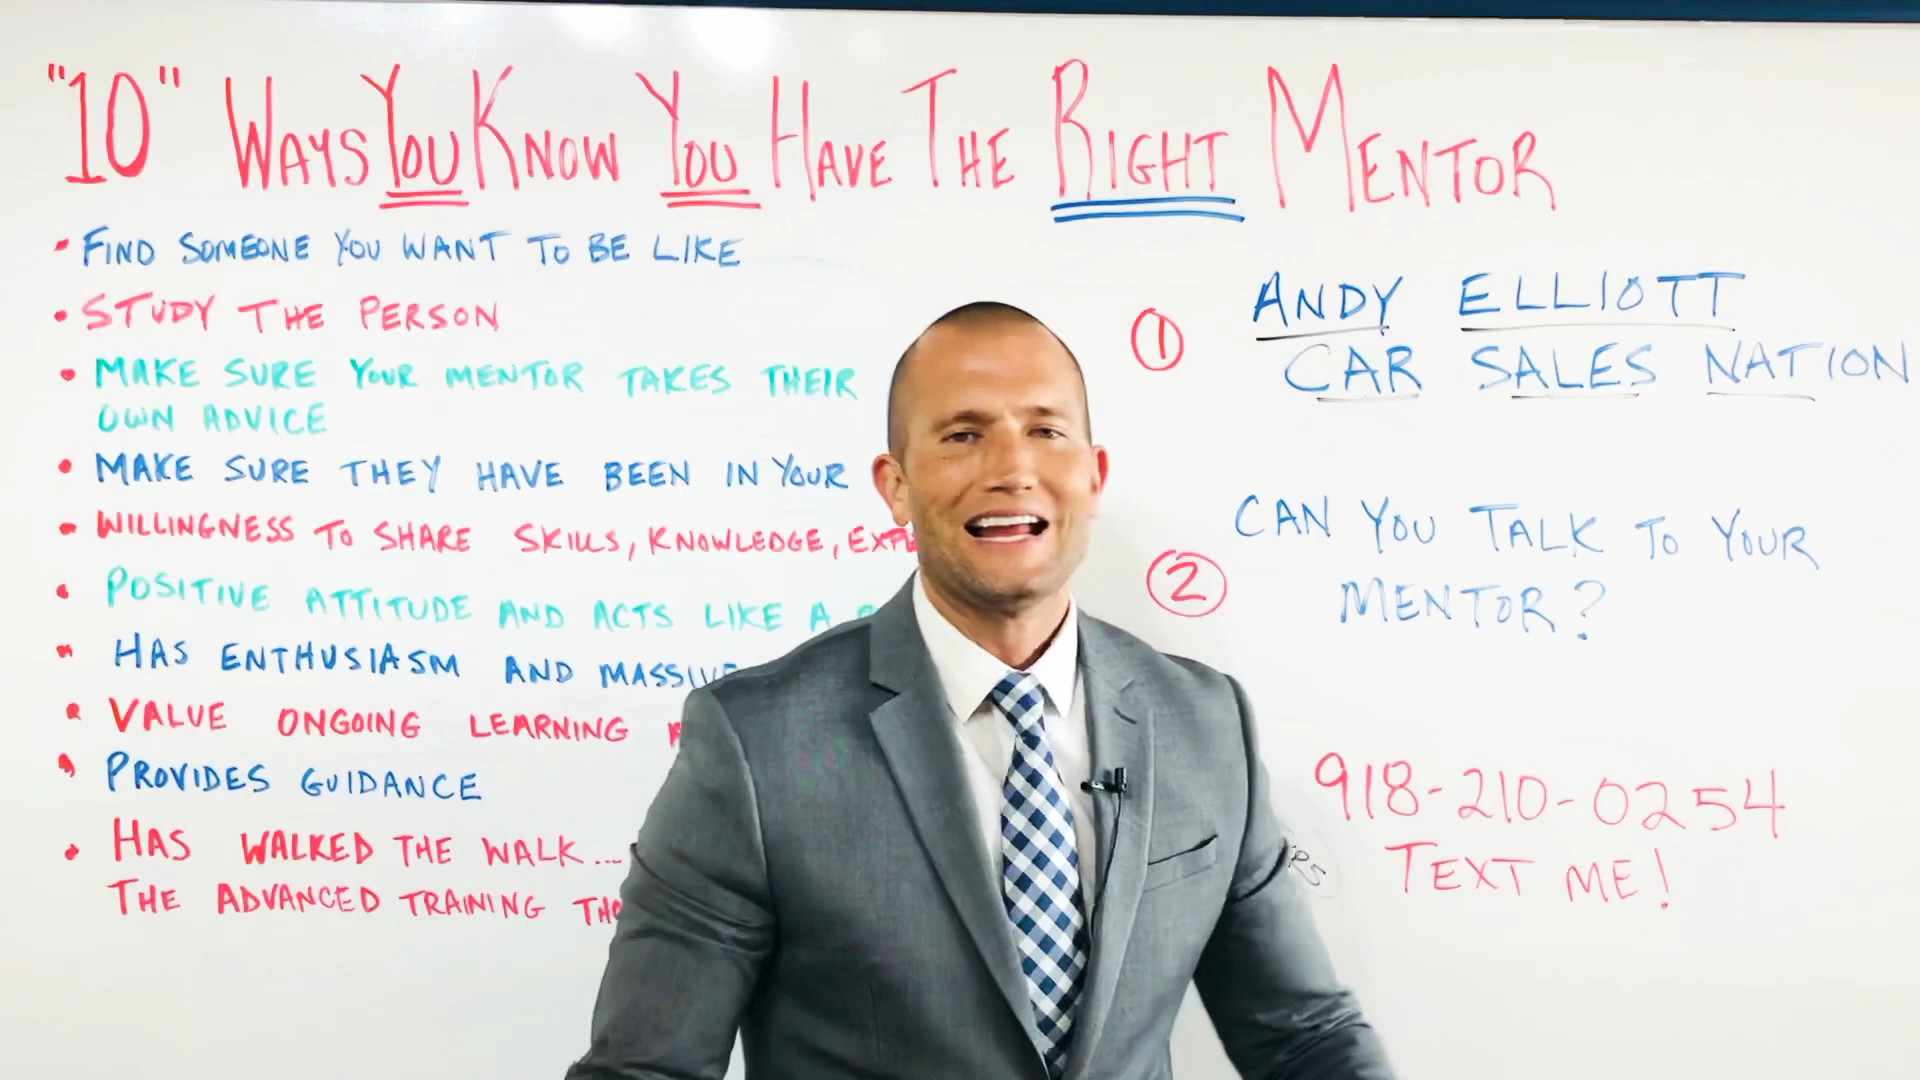 "10" WAYS YOU KNOW YOU HAVE THE RIGHT MENTOR
• FIND SOMEONE YOU WANT TO BE LIKE
• STUDY THE PERSON
• MAKE SURE YOUR MENTOR TAKES THEIR
OWN ADVICE
• MAKE SURE THEY HAVE BEEN IN YOUR
• WILLINGNESS TO SHARE SKILLS, KNOWLEDGE,
• POSITIVE ATTITUDE AND ACTS LIKE A
• HAS ENTHUSIASM AND MASSIVE
• VALUE ONGOING LEARNING
• PROVIDES GUIDANCE
• HAS WALKED THE WALK...
THE ADVANCED TRAINING
1 ANDY ELLIOTT
CAR SALES NATION
2 CAN YOU TALK TO YOUR
MENTOR?
918-210-0254
TEXT ME!